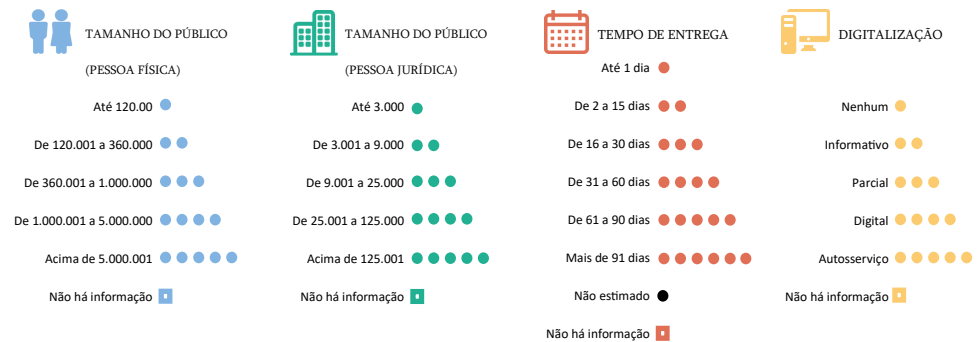 TAMANHO DO PÚBLICO
(PESSOA FÍSICA)
Até 120.00
De 120.001 a 360.000
De 360.001 a 1.000.000
De 1.000.001 a 5.000.000
Acima de 5.000.001
Não há informação
TAMANHO DO PÚBLICO
(PESSOA JURÍDICA)
Até 3.000
De 3.001 a 9.000
De 9.001 a 25.000
De 25.001 a 125.000
Acima de 125.001
Não há informação
TEMPO DE ENTREGA
Até 1 dia
De 2 a 15 dias
De 16 a 30 dias
De 31 a 60 dias
De 61 a 90 dias
Mais de 91 dias
Não estimado
Não há informação
DIGITALIZAÇÃO
Nenhum
Informativo
Parcial
Digital
Autosserviço
Não há informação